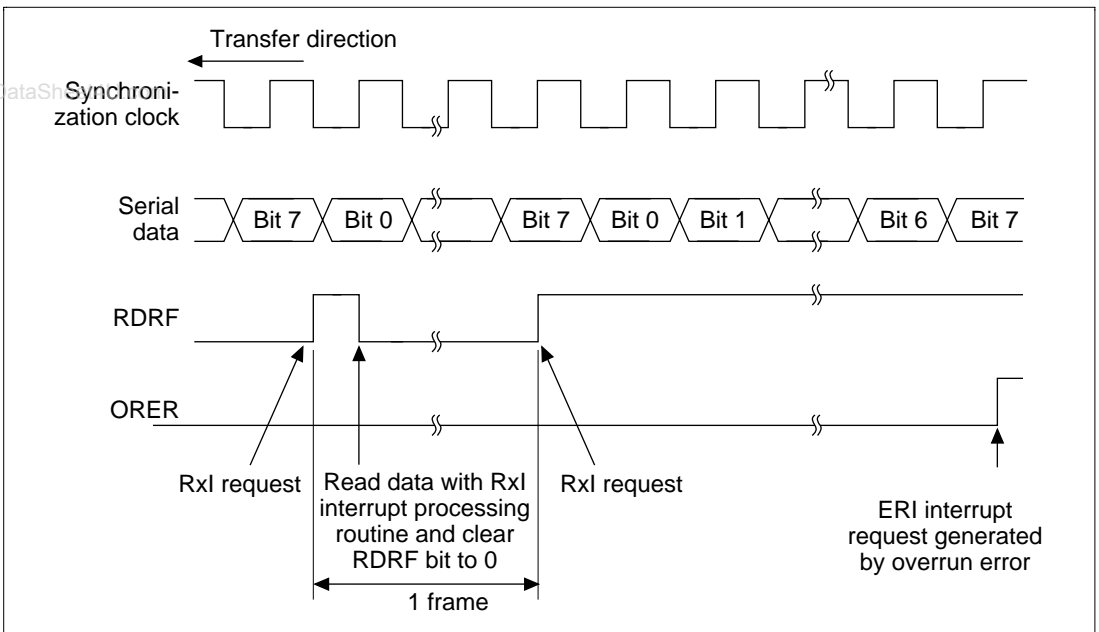 Transfer direction
DataSh
Synchroni-
zation clock
Serial
data
Bit 7
Bit 0
Bit 7
Bit 0
Bit 1
Bit 6
Bit 7
RDRF
ORER
RxI request
Read data with RxI
interrupt processing
routine and clear
RDRF bit to 0
RxI request
ERI interrupt
request generated
by overrun error
1 frame